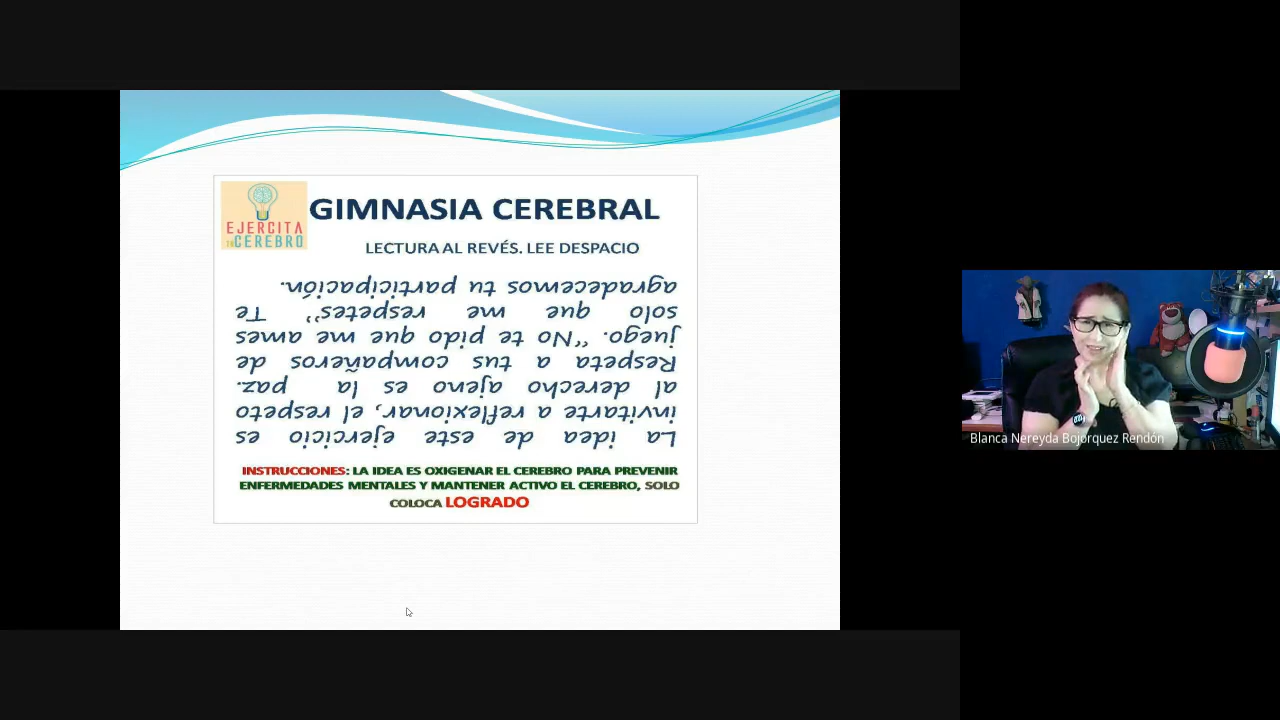 GIMNASIA CEREBRAL
EJERCITA
TU CEREBRO
LECTURA AL REVÉS. LEE DESPACIO
La idea de este ejercicio es
invitarte a reflexionar, el respeto
al derecho ajeno es la paz.
Respeta a tus compañeros de
juego. “No te pido que me ames
solo que me respetes” Te
agradecemos tu participación.
INSTRUCCIONES: LA IDEA ES OXIGENAR EL CEREBRO PARA PREVENIR
ENFERMEDADES MENTALES Y MANTENER ACTIVO EL CEREBRO, SOLO
COLOCA LOGRADO
Blanca Nereyda Bojorquez Rendón